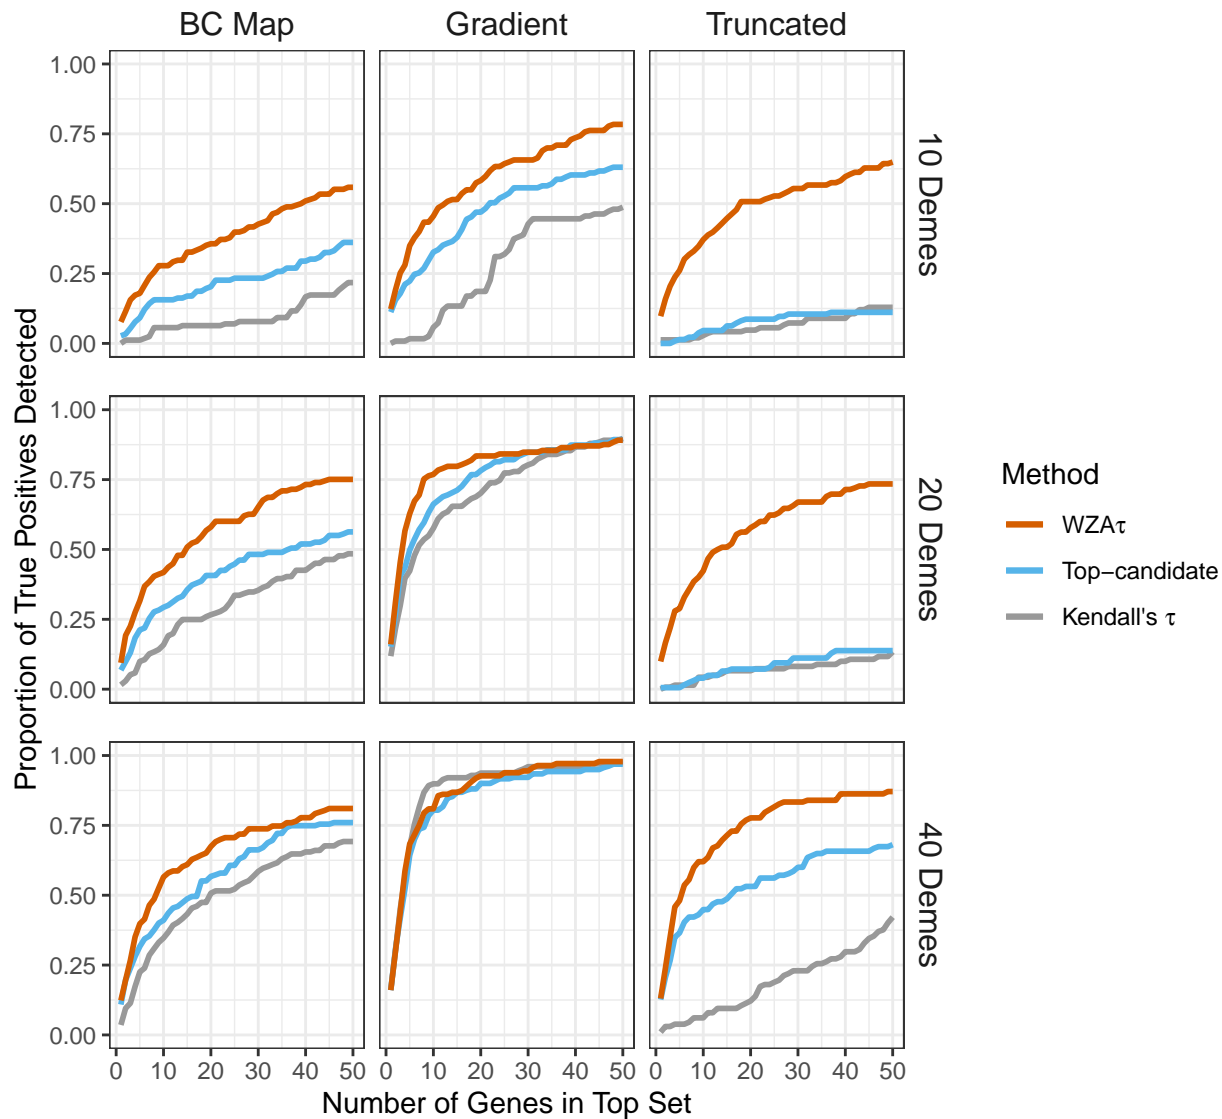 BC Map
Gradient
Truncated
1.00
0.75
0.50
0.25
0.00
10 Demes
1.00
0.75
0.50
0.25
0.00
20 Demes
1.00
0.75
0.50
0.25
0.00
40 Demes
0 10 20 30 40 50
0 10 20 30 40 50
0 10 20 30 40 50
Number of Genes in Top Set
Proportion of True Positives Detected
Method
WZAτ
Top−candidate
Kendall's τ